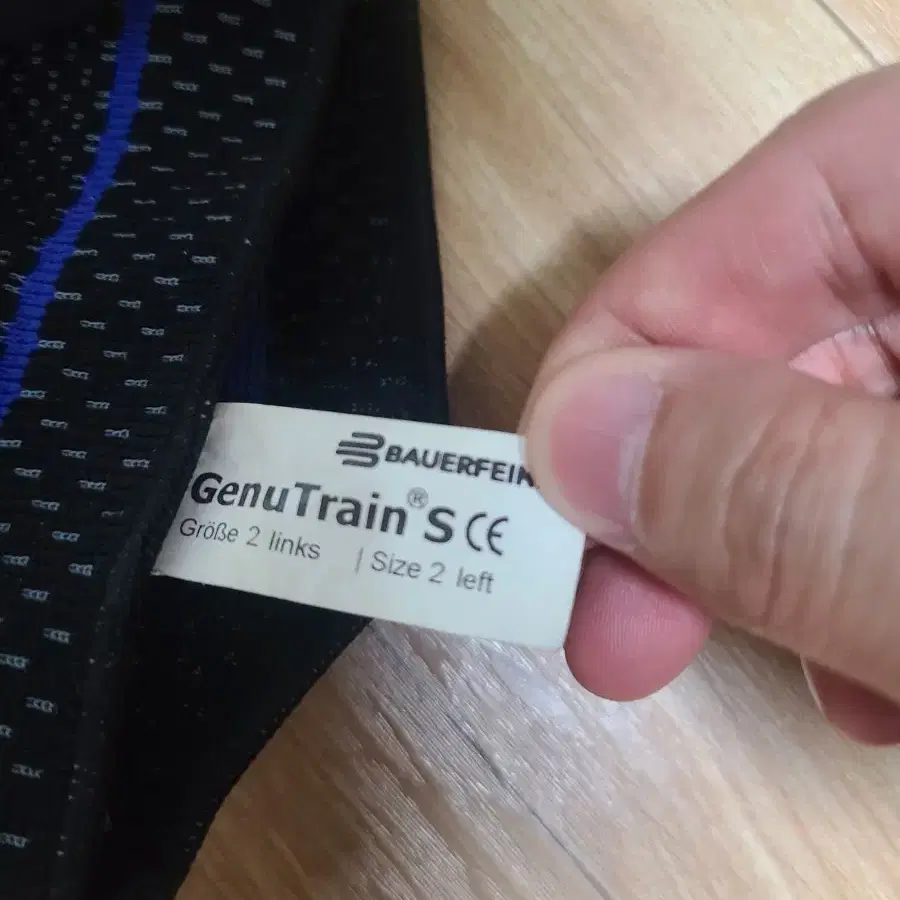 BAUERFEIN
GenuTrain® S CE
Größe 2 links | Size 2 left